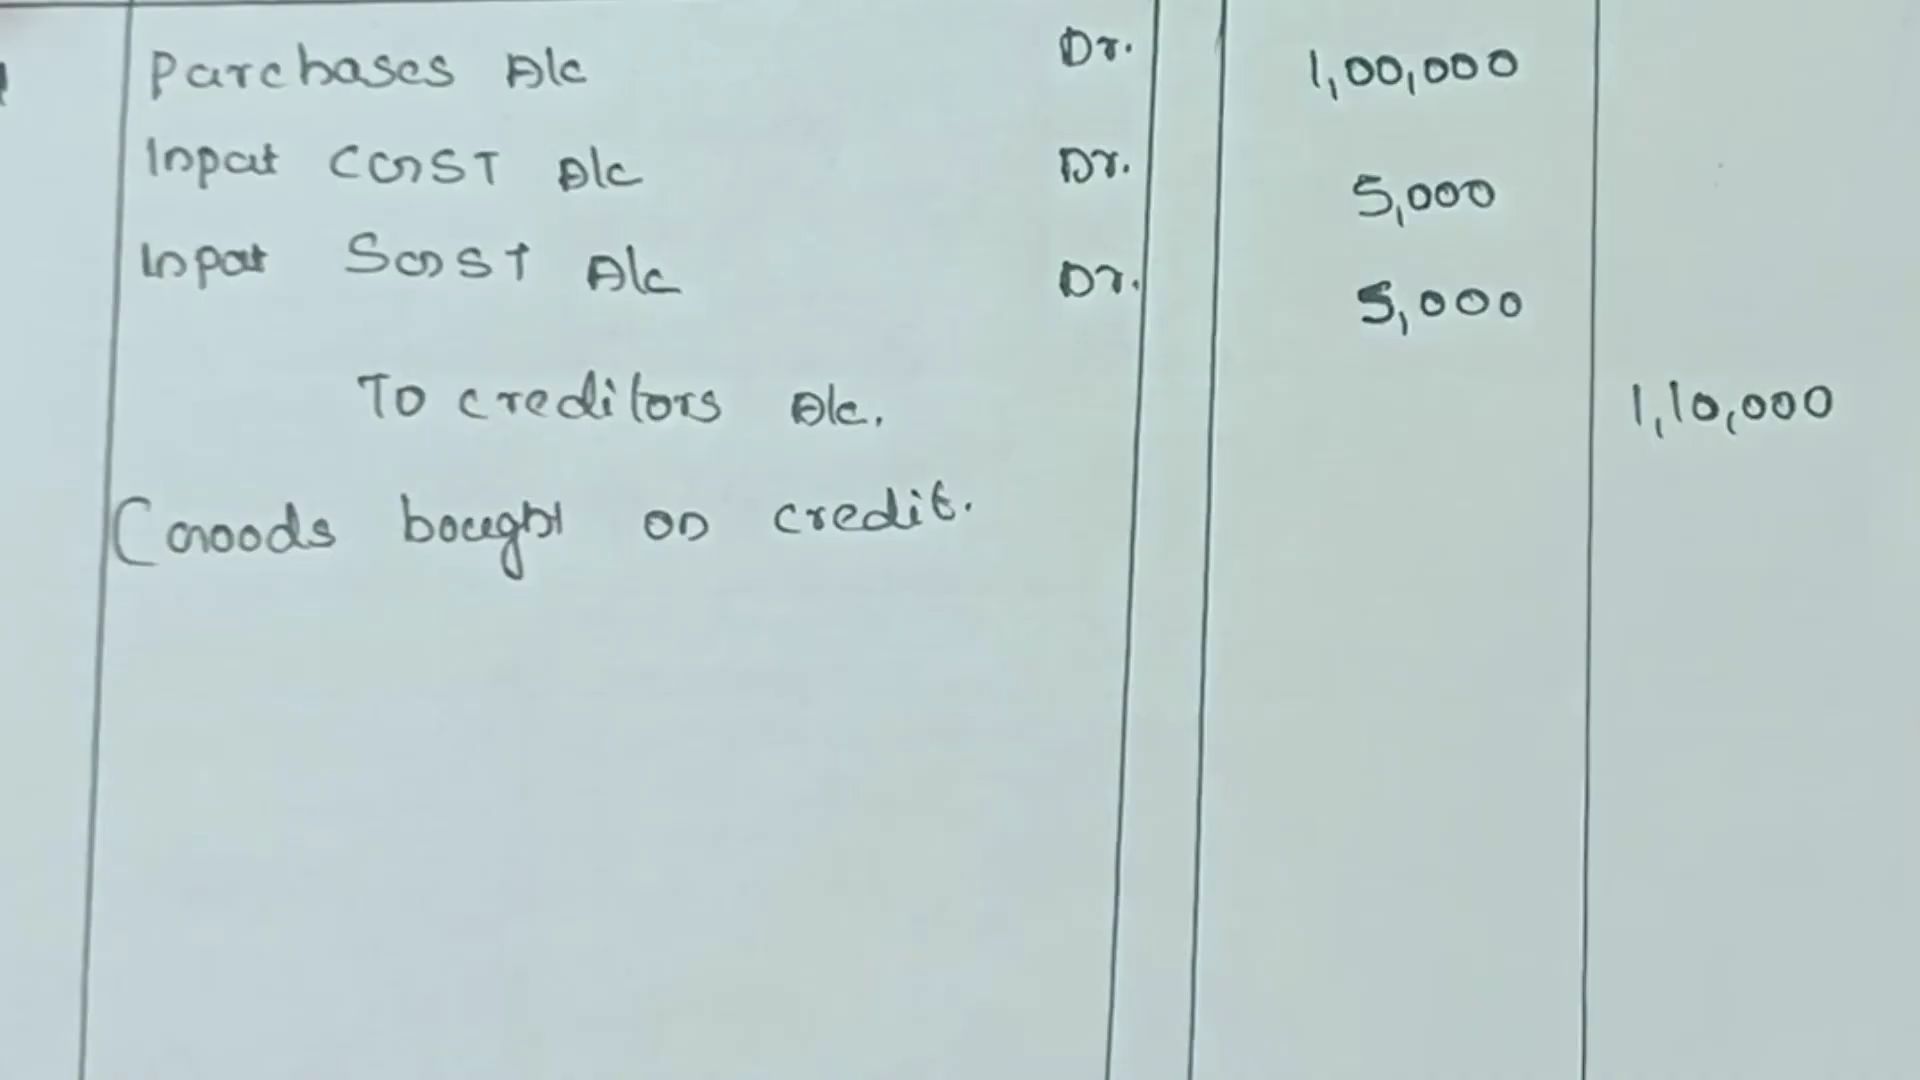 Purchases A/c Dr. 1,00,000
Input CGST A/c Dr. 5,000
Input SGST A/c Dr. 5,000
To creditors A/c. 1,10,000
(Goods bought on credit.